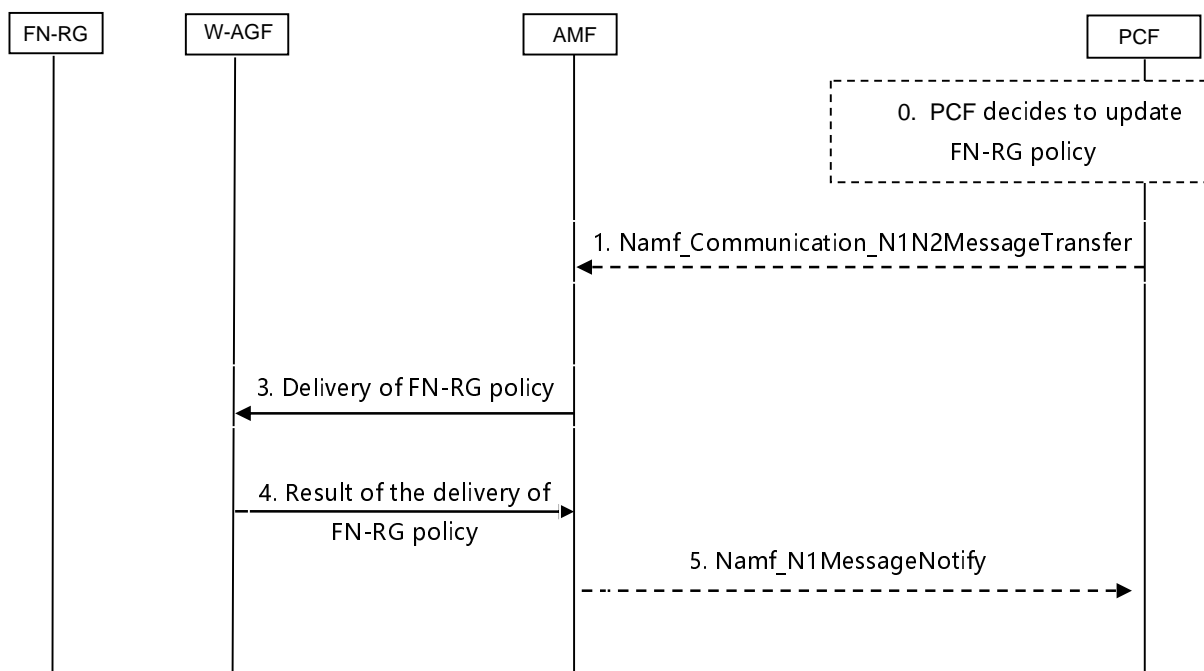 FN-RG
W-AGF
AMF
PCF
0. PCF decides to update
FN-RG policy
1. Namf_Communication_N1N2MessageTransfer
3. Delivery of FN-RG policy
4. Result of the delivery of
FN-RG policy
5. Namf_N1MessageNotify